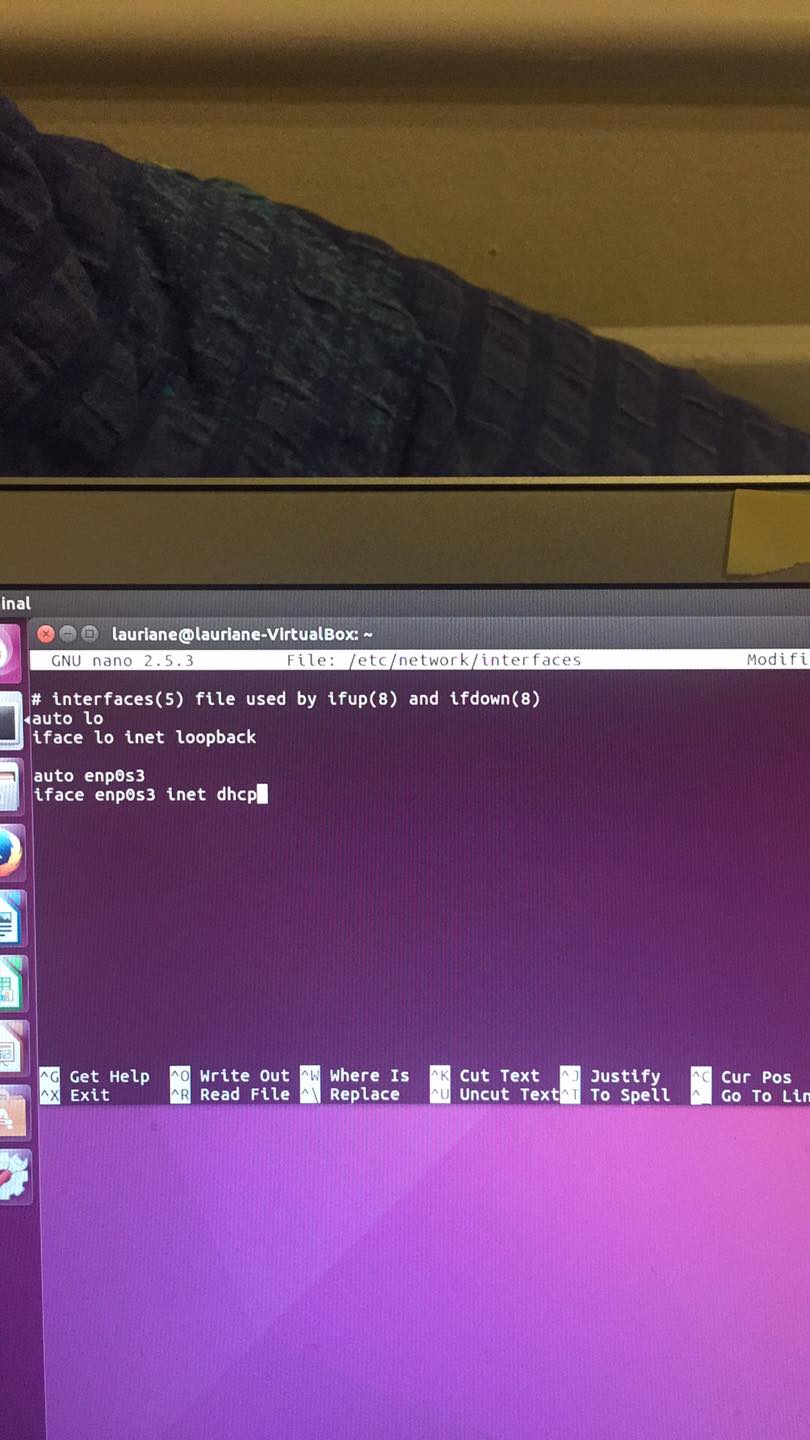 inal
lauriane@lauriane-VirtualBox: ~
GNU nano 2.5.3 File: /etc/network/interfaces Modifi
# interfaces(5) file used by ifup(8) and ifdown(8)
auto lo
iface lo inet loopback
auto enp0s3
iface enp0s3 inet dhcp
^G Get Help ^O Write Out ^W Where Is ^K Cut Text ^J Justify ^C Cur Pos
^X Exit ^R Read File ^\ Replace ^U Uncut Text ^T To Spell ^_ Go To Lin